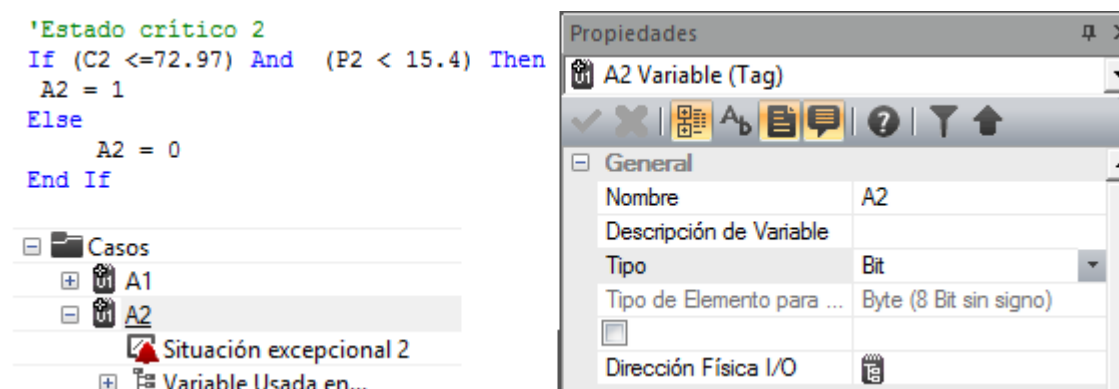 'Estado crítico 2
If (C2 <=72.97) And  (P2 < 15.4) Then
 A2 = 1
Else
     A2 = 0
End If
Casos
A1
A2
Situación excepcional 2
Variable Usada en...
Propiedades
A2 Variable (Tag)
General
Nombre A2
Descripción de Variable
Tipo Bit
Tipo de Elemento para ... Byte (8 Bit sin signo)
Dirección Física I/O